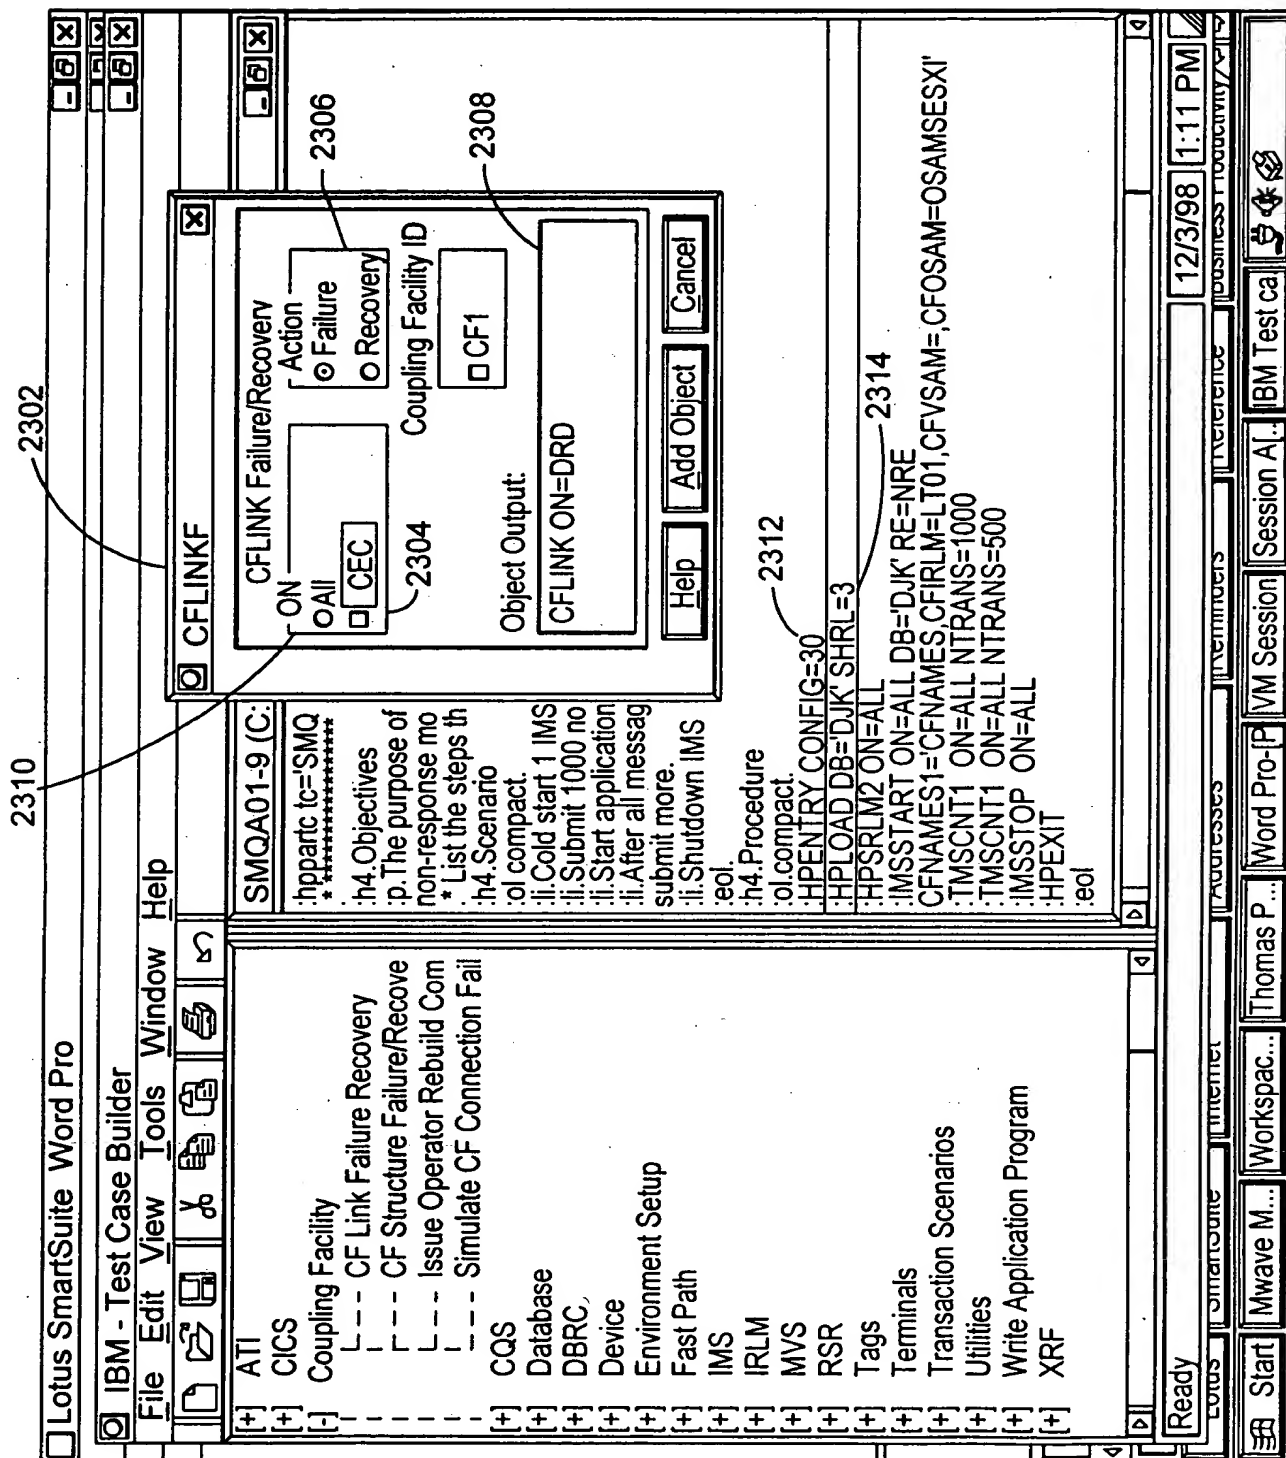 Lotus SmartSuite Word Pro
IBM - Test Case Builder
File Edit View Tools Window Help
[+] ATI
[+] CICS
[-] Coupling Facility
CF Link Failure Recovery
CF Structure Failure/Recove
Issue Operator Rebuild Com
Simulate CF Connection Fail
[+] CQS
[+] Database
[+] DBRC
[+] Device
[+] Environment Setup
[+] Fast Path
[+] IMS
[+] IRLM
[+] MVS
[+] RSR
[+] Tags
[+] Terminals
[+] Transaction Scenarios
[+] Utilities
[+] Write Application Program
[+] XRF
SMQA01-9 (C:
:hppartc tc='SMQ
* ****************
:h4.Objectives
:p.The purpose of
non-response mo
* List the steps th
:h4.Scenario
:ol compact.
:li.Cold start 1 IMS
:li.Submit 1000 no
:li.Start application
:li.After all messag
submit more.
:li.Shutdown IMS
:eol.
:h4.Procedure
:ol.compact.
:HPENTRY CONFIG=30
:HPLOAD DB='DJK' SHRL=3
:HPSRLM2 ON=ALL
:IMSSTART ON=ALL DB='DJK' RE=NRE
CFNAMES1='CFNAMES,CFIRLM=LT01,CFVSAM=,CFOSAM=OSAMSESXI'
:TMSCNT1 ON=ALL NTRANS=1000
:TMSCNT1 ON=ALL NTRANS=500
:IMSSTOP ON=ALL
:HPEXIT
:eol
2310
2302
CFLINKF
CFLINK Failure/Recovery
ON
All
CEC
2304
Action
Failure
Recovery
2306
Coupling Facility ID
CF1
Object Output:
CFLINK ON=DRD
2308
Help Add Object Cancel
2312
2314
Ready
12/3/98 1:11 PM
Lotus SmartSuite Internet Addresses Reminders Reference Business Productivity
Start Mwave M... Workspac... Thomas P... Word Pro-[P VM Session Session A[.. IBM Test ca